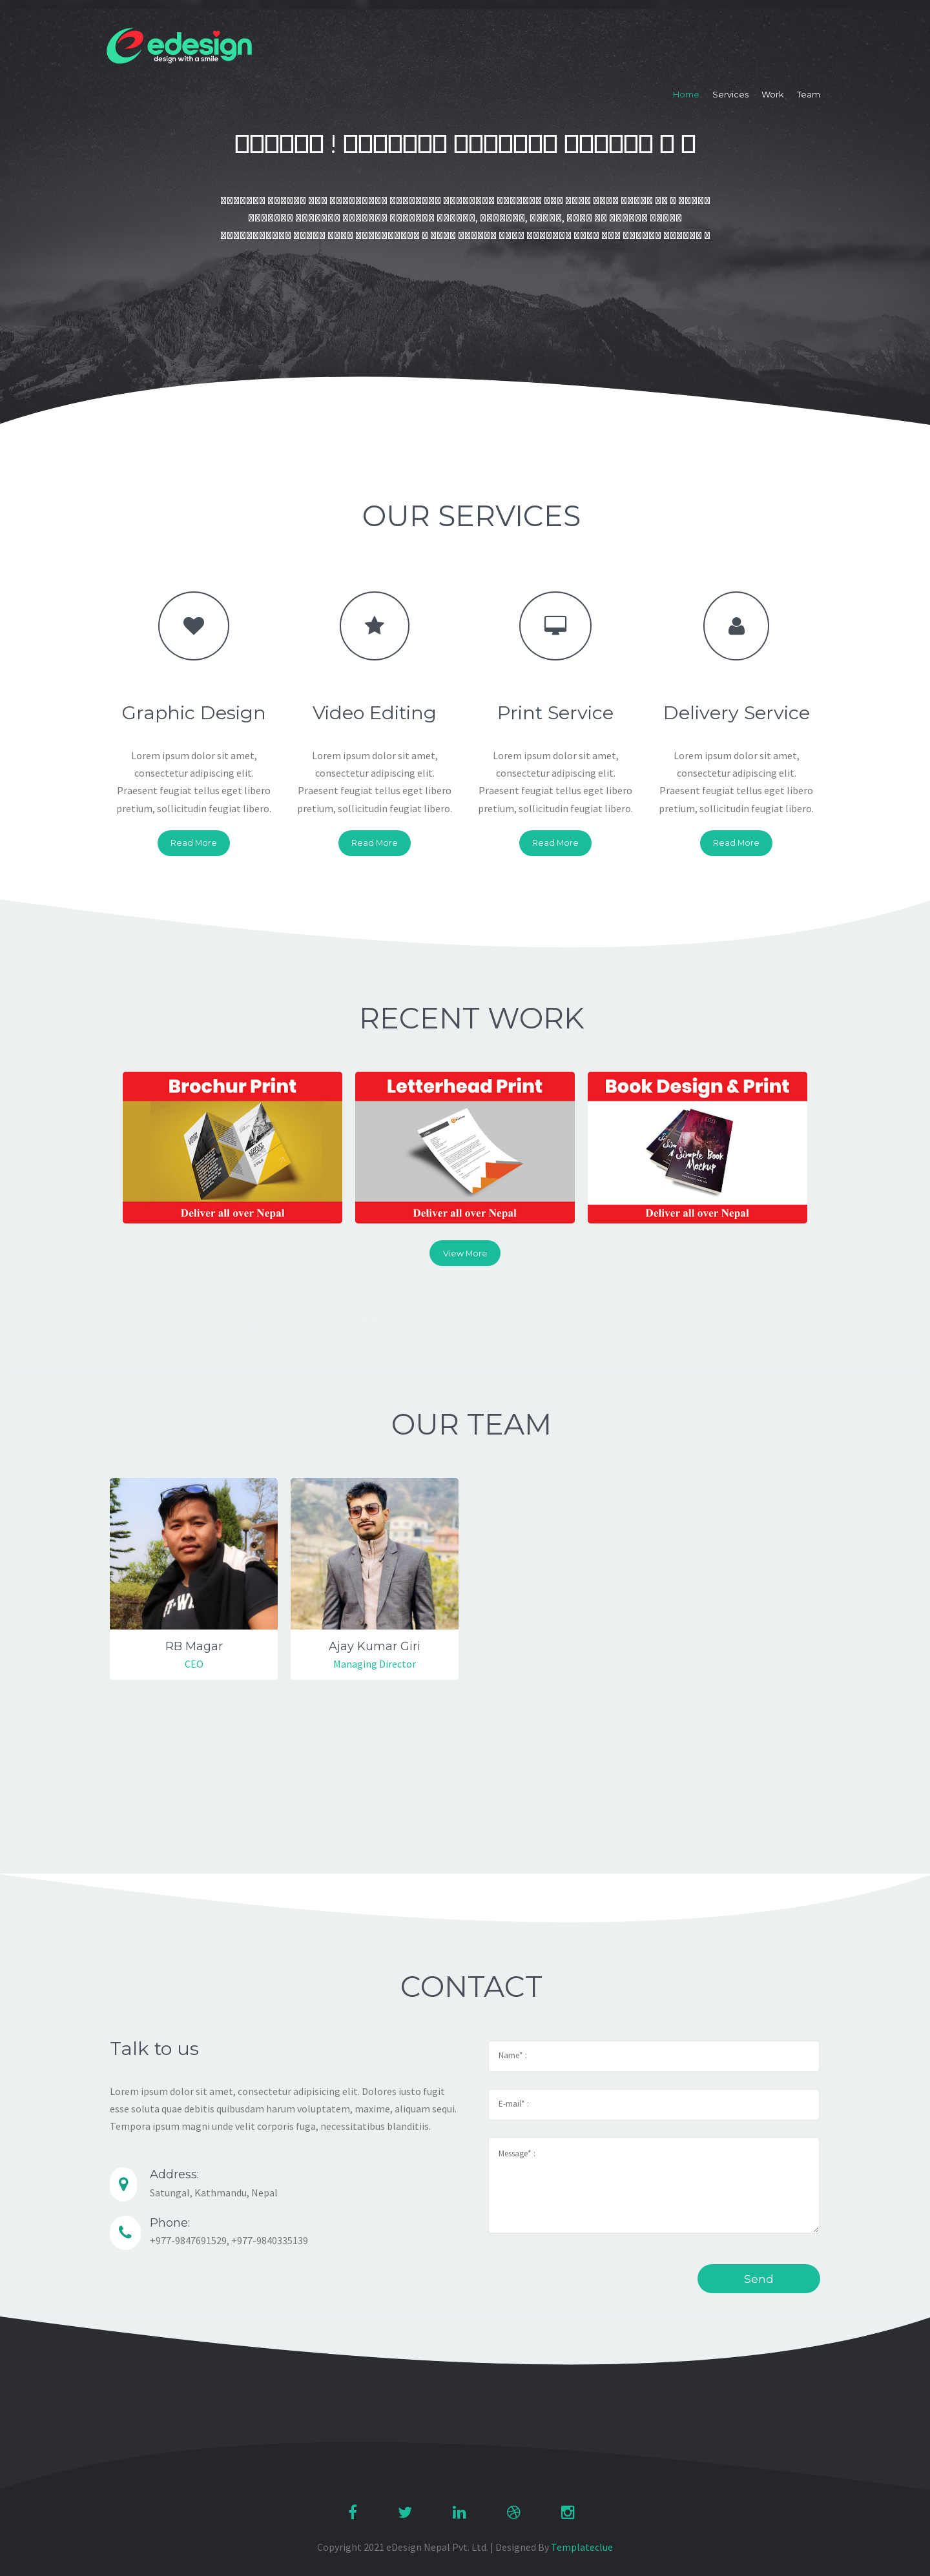 edesign
design with a smile
Home
Services
Work
Team
OUR SERVICES
Graphic Design
Lorem ipsum dolor sit amet,
consectetur adipiscing elit.
Praesent feugiat tellus eget libero
pretium, sollicitudin feugiat libero.
Read More
Video Editing
Lorem ipsum dolor sit amet,
consectetur adipiscing elit.
Praesent feugiat tellus eget libero
pretium, sollicitudin feugiat libero.
Read More
Print Service
Lorem ipsum dolor sit amet,
consectetur adipiscing elit.
Praesent feugiat tellus eget libero
pretium, sollicitudin feugiat libero.
Read More
Delivery Service
Lorem ipsum dolor sit amet,
consectetur adipiscing elit.
Praesent feugiat tellus eget libero
pretium, sollicitudin feugiat libero.
Read More
RECENT WORK
Brochur Print
Deliver all over Nepal
Letterhead Print
Deliver all over Nepal
Book Design & Print
Simple Book
Mockup
Deliver all over Nepal
View More
OUR TEAM
RB Magar
CEO
Ajay Kumar Giri
Managing Director
CONTACT
Talk to us
Lorem ipsum dolor sit amet, consectetur adipisicing elit. Dolores iusto fugit
esse soluta quae debitis quibusdam harum voluptatem, maxime, aliquam sequi.
Tempora ipsum magni unde velit corporis fuga, necessitatibus blanditiis.
Address:
Satungal, Kathmandu, Nepal
Phone:
+977-9847691529, +977-9840335139
Name* :
E-mail* :
Message* :
Send
Copyright 2021 eDesign Nepal Pvt. Ltd. | Designed By Templateclue